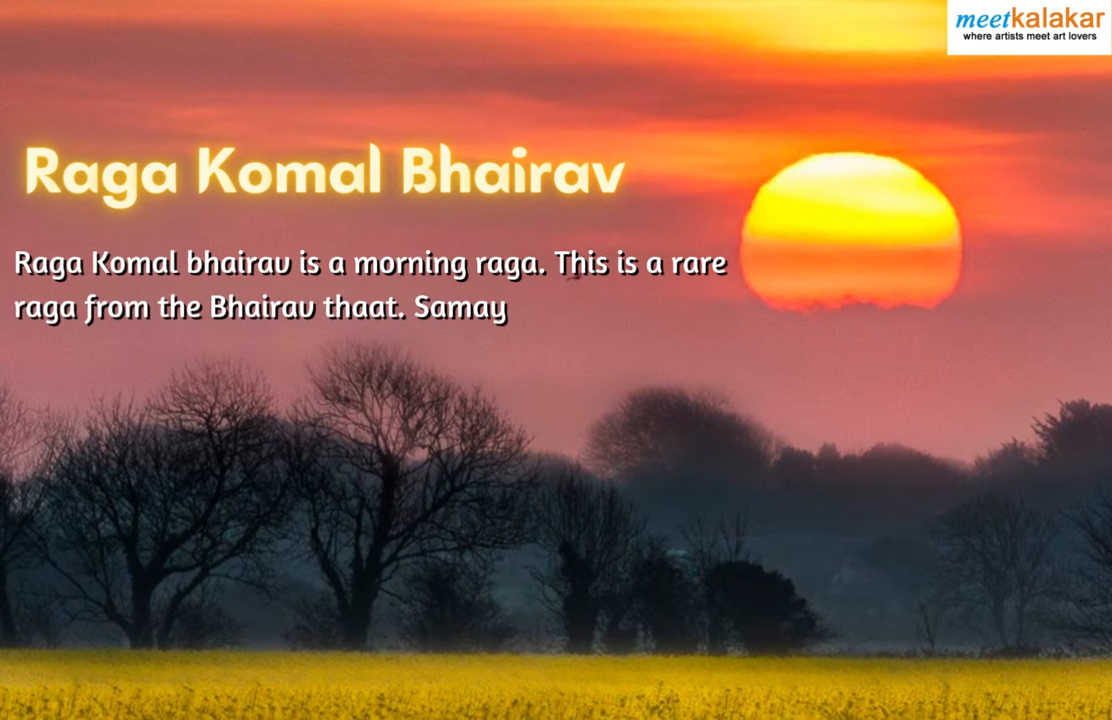 meetkalakar
where artists meet art lovers
Raga Komal Bhairav
Raga Komal bhairav is a morning raga. This is a rare
raga from the Bhairav thaat. Samay